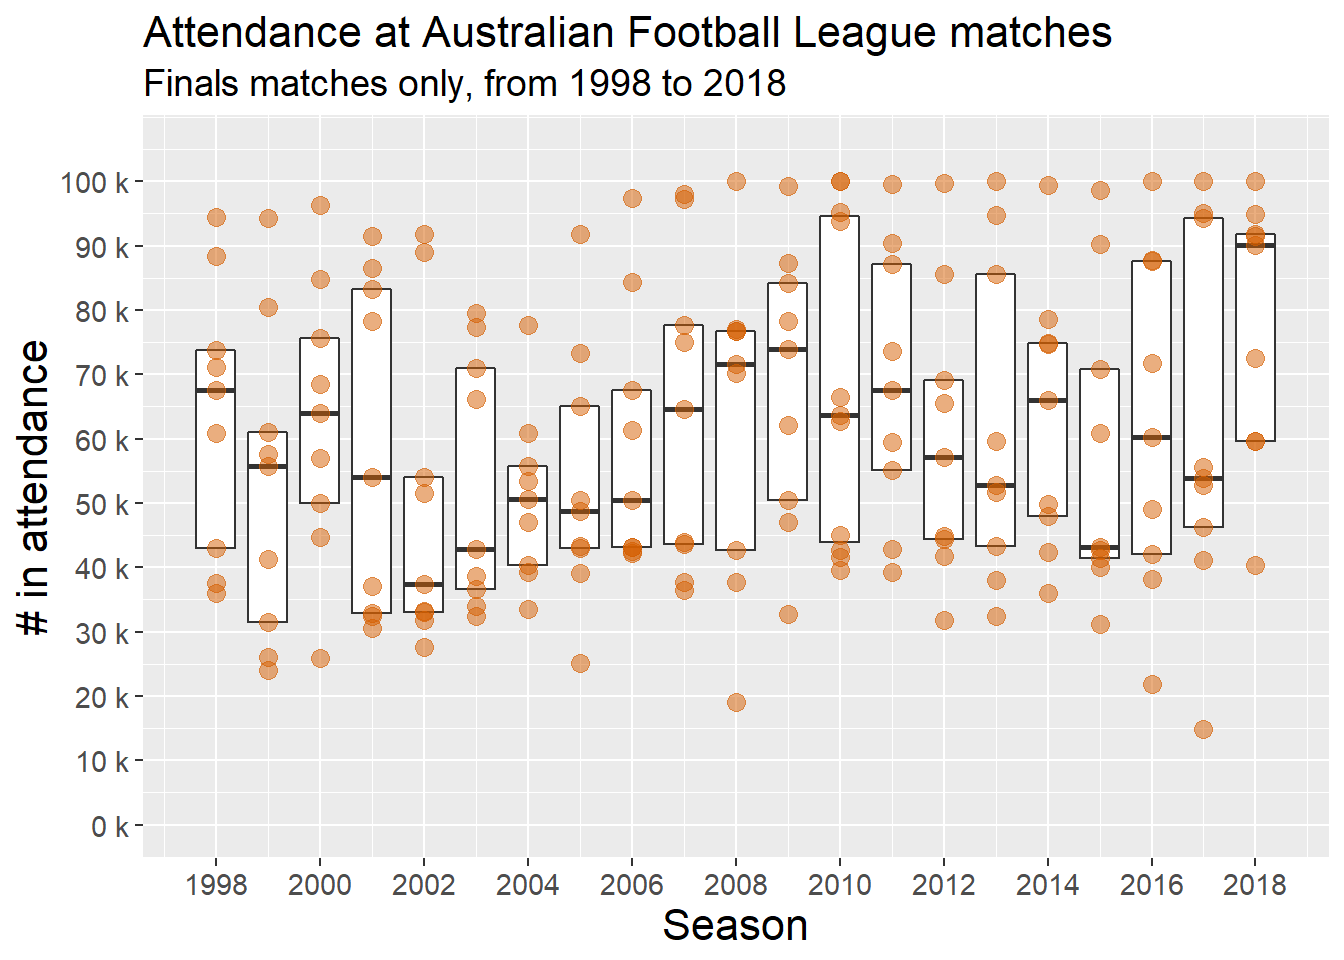 Attendance at Australian Football League matches
Finals matches only, from 1998 to 2018
# in attendance
100 k
90 k
80 k
70 k
60 k
50 k
40 k
30 k
20 k
10 k
0 k
1998 2000 2002 2004 2006 2008 2010 2012 2014 2016 2018
Season